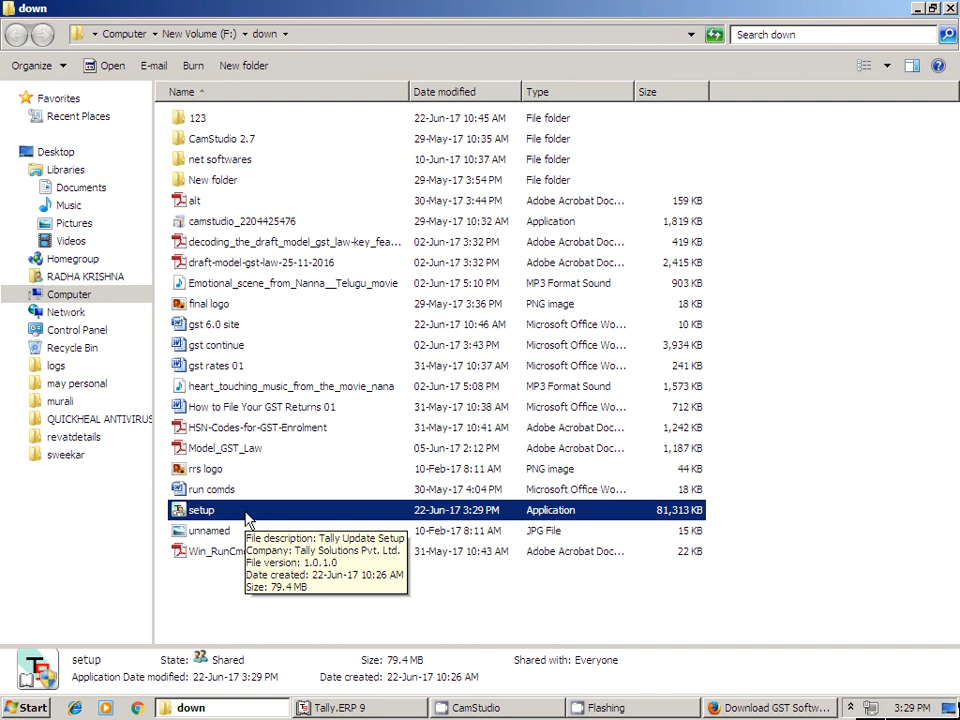 down
Computer New Volume (F:) down
Search down
Organize Open E-mail Burn New folder
Name Date modified Type Size
Favorites
Recent Places
Desktop
Libraries
Documents
Music
Pictures
Videos
Homegroup
RADHA KRISHNA
Computer
Network
Control Panel
Recycle Bin
logs
may personal
murali
QUICKHEAL ANTIVIRUS
revatdetails
sweekar
123 22-Jun-17 10:45 AM File folder
CamStudio 2.7 29-May-17 10:35 AM File folder
net softwares 10-Jun-17 10:37 AM File folder
New folder 29-May-17 3:54 PM File folder
alt 30-May-17 3:44 PM Adobe Acrobat Doc... 159 KB
camstudio_2204425476 29-May-17 10:32 AM Application 1,819 KB
decoding_the_draft_model_gst_law-key_fea... 02-Jun-17 3:32 PM Adobe Acrobat Doc... 419 KB
draft-model-gst-law-25-11-2016 02-Jun-17 3:32 PM Adobe Acrobat Doc... 2,415 KB
Emotional_scene_from_Nanna__Telugu_movie 02-Jun-17 5:10 PM MP3 Format Sound 903 KB
final logo 29-May-17 3:36 PM PNG image 18 KB
gst 6.0 site 22-Jun-17 10:46 AM Microsoft Office Wo... 10 KB
gst continue 02-Jun-17 3:43 PM Microsoft Office Wo... 3,934 KB
gst rates 01 31-May-17 10:37 AM Microsoft Office Wo... 241 KB
heart_touching_music_from_the_movie_nana 02-Jun-17 5:08 PM MP3 Format Sound 1,573 KB
How to File Your GST Returns 01 31-May-17 10:38 AM Microsoft Office Wo... 712 KB
HSN-Codes-for-GST-Enrolment 31-May-17 10:41 AM Adobe Acrobat Doc... 1,242 KB
Model_GST_Law 05-Jun-17 2:12 PM Adobe Acrobat Doc... 1,187 KB
rrs logo 10-Feb-17 8:11 AM PNG image 44 KB
run comds 30-May-17 4:04 PM Microsoft Office Wo... 18 KB
setup 22-Jun-17 3:29 PM Application 81,313 KB
unnamed 10-Feb-17 8:11 AM JPG File 15 KB
Win_RunCm 31-May-17 10:43 AM Adobe Acrobat Doc... 22 KB
File description: Tally Update Setup
Company: Tally Solutions Pvt. Ltd.
File version: 1.0.1.0
Date created: 22-Jun-17 10:26 AM
Size: 79.4 MB
setup State: Shared Size: 79.4 MB Shared with: Everyone
Application Date modified: 22-Jun-17 3:29 PM Date created: 22-Jun-17 10:26 AM
Start down Tally.ERP 9 CamStudio Flashing Download GST Softw... 3:29 PM